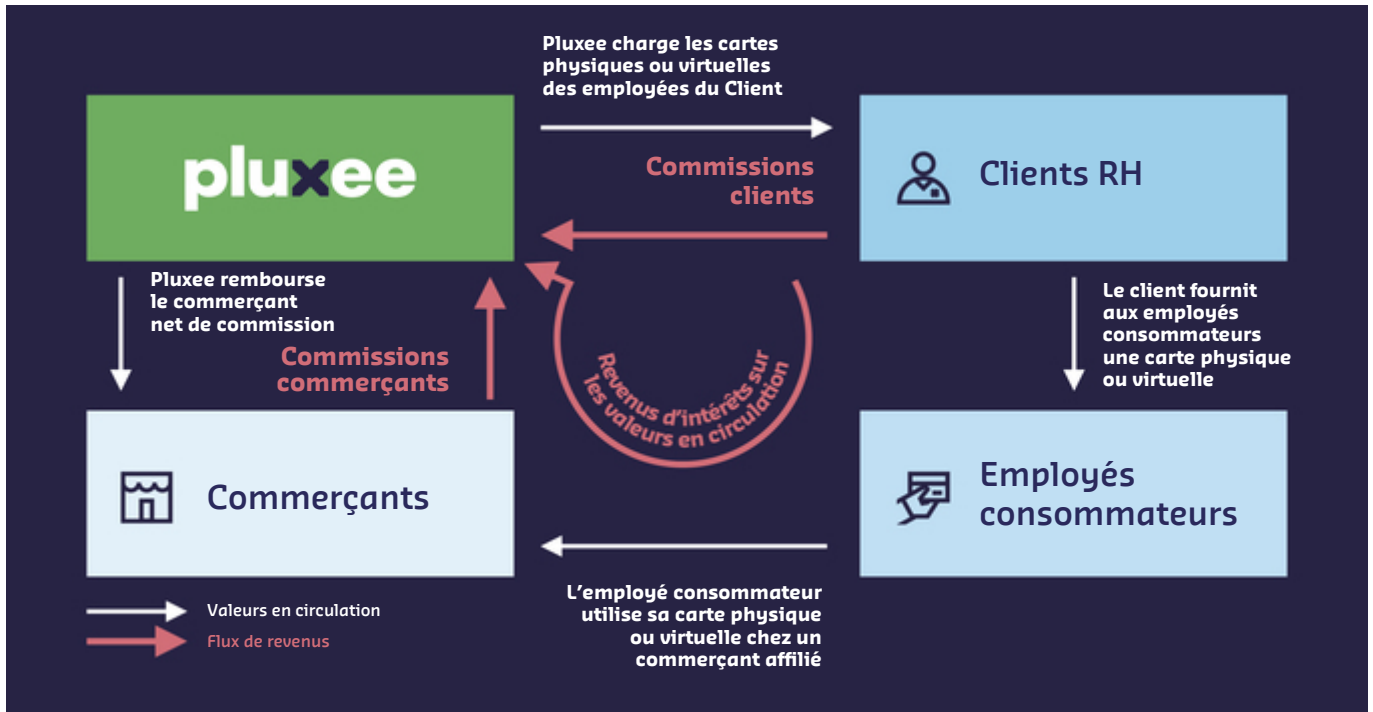 Pluxee charge les cartes
physiques ou virtuelles
des employées du Client
pluxee
Commissions
clients
Clients RH
Pluxee rembourse
le commerçant
net de commission
Commissions
commerçants
Revenus d'intérêts sur
les valeurs en circulation
Le client fournit
aux employés
consommateurs
une carte physique
ou virtuelle
Commerçants
Employés
consommateurs
L'employé consommateur
utilise sa carte physique
ou virtuelle chez un
commerçant affilié
Valeurs en circulation
Flux de revenus